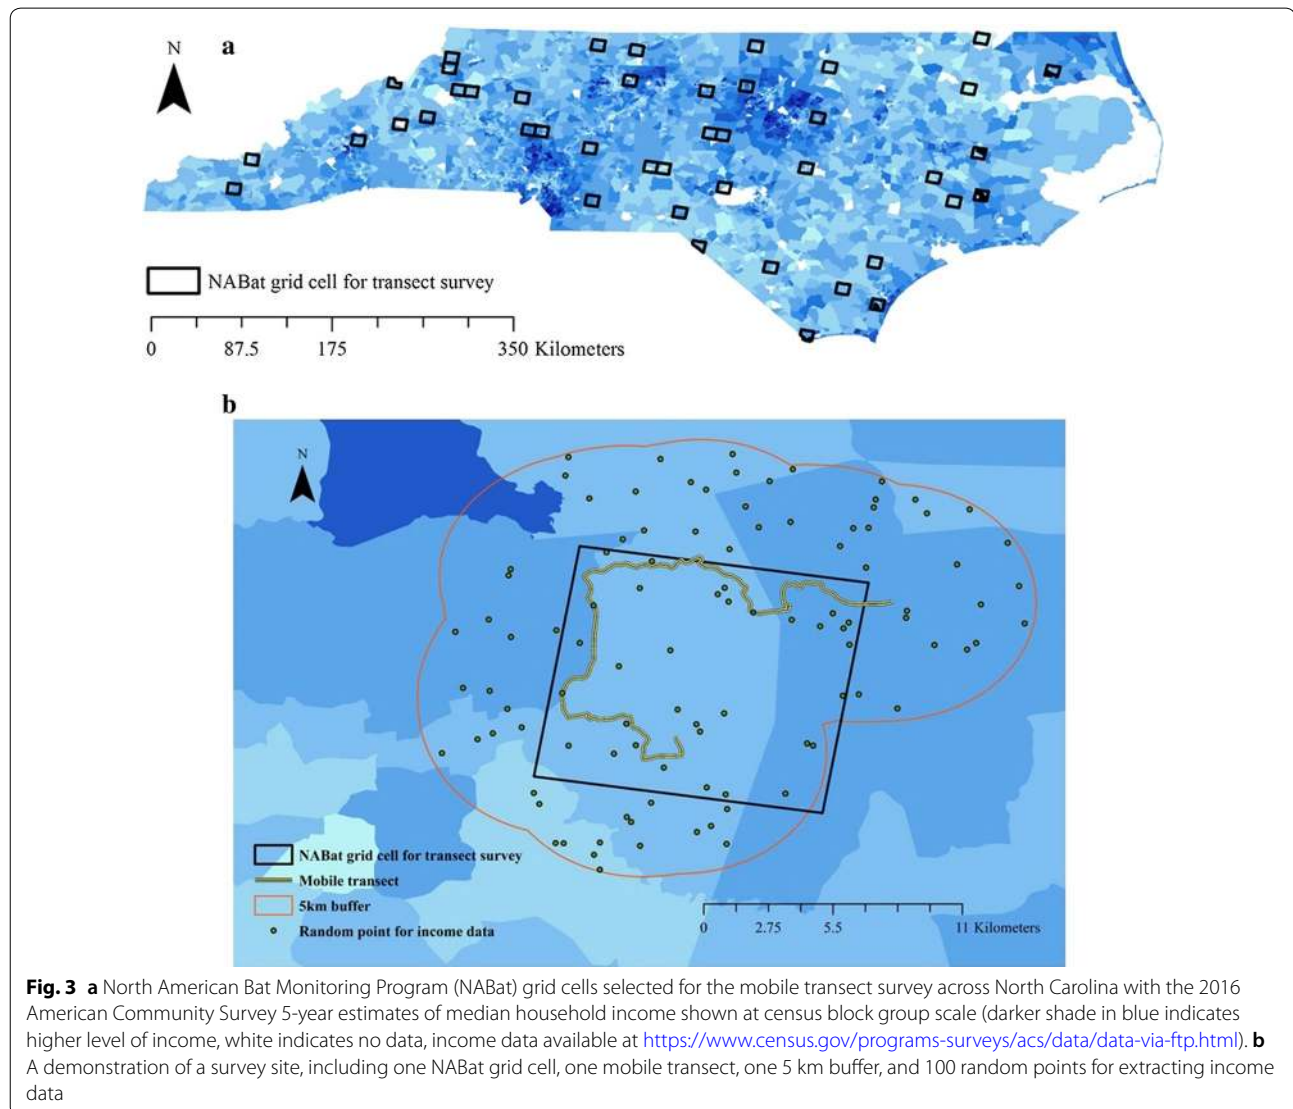 a
N
NABat grid cell for transect survey
0 87.5 175 350 Kilometers
b
N
NABat grid cell for transect survey
Mobile transect
5km buffer
Random point for income data
0 2.75 5.5 11 Kilometers
Fig. 3 a North American Bat Monitoring Program (NABat) grid cells selected for the mobile transect survey across North Carolina with the 2016
American Community Survey 5-year estimates of median household income shown at census block group scale (darker shade in blue indicates
higher level of income, white indicates no data, income data available at https://www.census.gov/programs-surveys/acs/data/data-via-ftp.html). b
A demonstration of a survey site, including one NABat grid cell, one mobile transect, one 5 km buffer, and 100 random points for extracting income
data